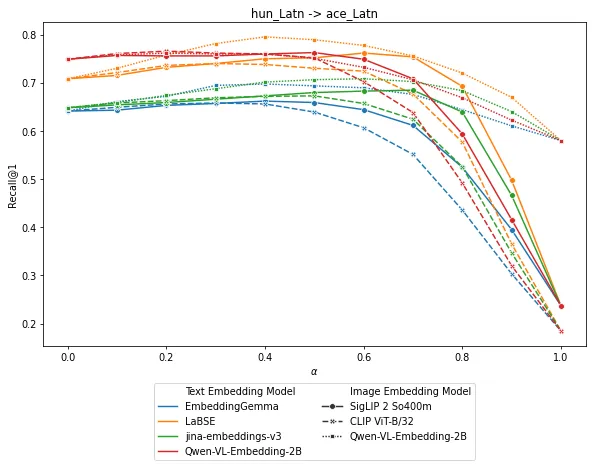 hun_Latn -> ace_Latn
Recall@1
0.8
0.7
0.6
0.5
0.4
0.3
0.2
0.0
0.2
0.4
0.6
0.8
1.0
α
Text Embedding Model
EmbeddingGemma
LaBSE
jina-embeddings-v3
Qwen-VL-Embedding-2B
Image Embedding Model
SigLIP 2 So400m
CLIP ViT-B/32
Qwen-VL-Embedding-2B